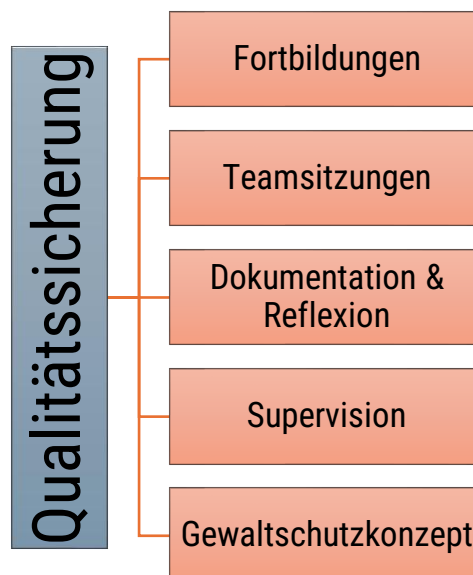 Qualitätssicherung
Fortbildungen
Teamsitzungen
Dokumentation &
Reflexion
Supervision
Gewaltschutzkonzept